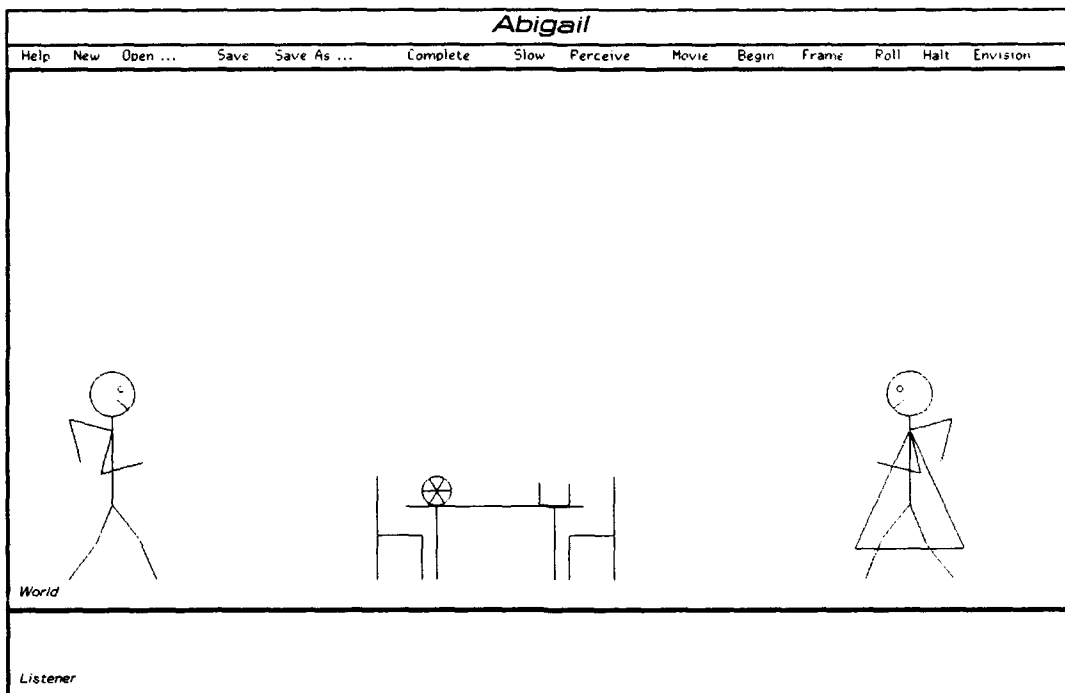 Abigail
Help New Open ... Save Save As ... Complete Slow Perceive Movie Begin Frame Roll Halt Envision
World
Listener